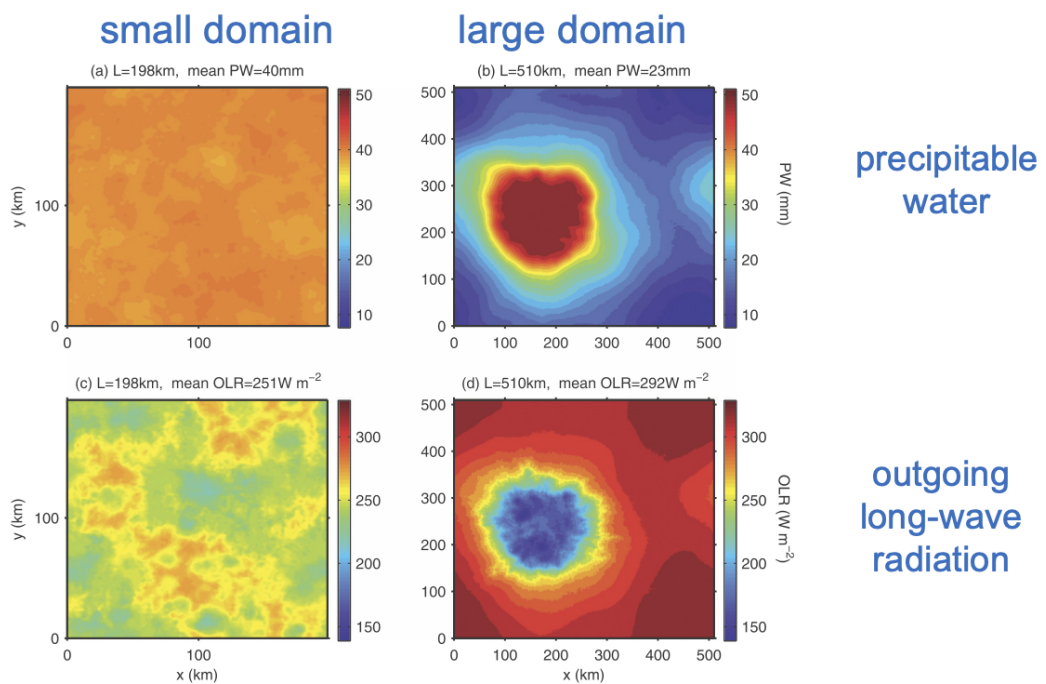 small domain
large domain
(a) L=198km,  mean PW=40mm
(b) L=510km,  mean PW=23mm
y (km)
100
0
100
50
40
30
20
10
500
400
300
200
100
0
0
100
200
300
400
500
50
40
30
20
10
PW (mm)
precipitable
water
(c) L=198km,  mean OLR=251W m⁻²
(d) L=510km,  mean OLR=292W m⁻²
y (km)
100
0
0
100
x (km)
300
250
200
150
500
400
300
200
100
0
0
100
200
300
400
500
x (km)
300
250
200
150
OLR (W m⁻²)
outgoing
long-wave
radiation